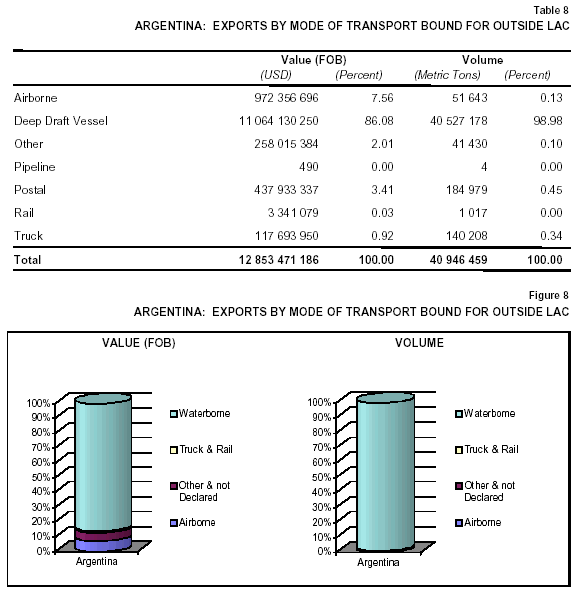 Table 8
ARGENTINA: EXPORTS BY MODE OF TRANSPORT BOUND FOR OUTSIDE LAC
Value (FOB) Volume
(USD) (Percent) (Metric Tons) (Percent)
Airborne 972 356 696 7.56 51 643 0.13
Deep Draft Vessel 11 064 130 250 86.08 40 527 178 98.98
Other 258 015 384 2.01 41 430 0.10
Pipeline 490 0.00 4 0.00
Postal 437 933 337 3.41 184 979 0.45
Rail 3 341 079 0.03 1 017 0.00
Truck 117 693 950 0.92 140 208 0.34
Total 12 853 471 186 100.00 40 946 459 100.00
Figure 8
ARGENTINA: EXPORTS BY MODE OF TRANSPORT BOUND FOR OUTSIDE LAC
VALUE (FOB)
100%
90%
80%
70%
60%
50%
40%
30%
20%
10%
0%
Argentina
Waterborne
Truck & Rail
Other & not
Declared
Airborne
VOLUME
100%
90%
80%
70%
60%
50%
40%
30%
20%
10%
0%
Argentina
Waterborne
Truck & Rail
Other & not
Declared
Airborne